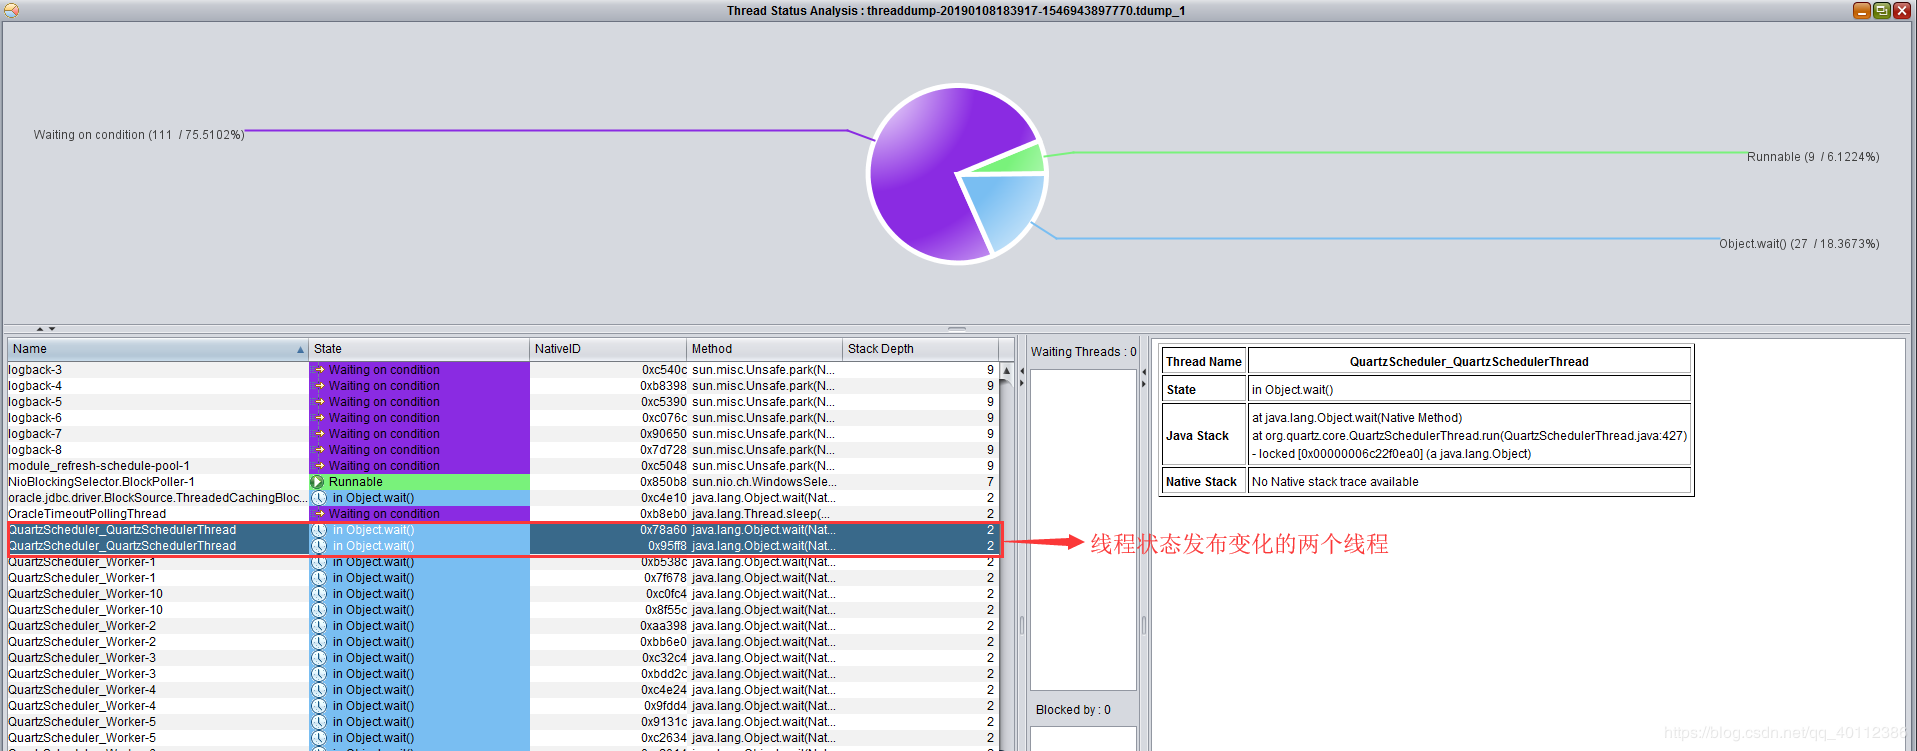 Thread Status Analysis : threaddump-20190108183917-1546943897770.tdump_1
Waiting on condition (111 / 75.5102%)
Runnable (9 / 6.1224%)
Object.wait() (27 / 18.3673%)
Name State NativeID Method Stack Depth
logback-3 Waiting on condition 0xc540c sun.misc.Unsafe.park(N... 9
logback-4 Waiting on condition 0xb8398 sun.misc.Unsafe.park(N... 9
logback-5 Waiting on condition 0xc5390 sun.misc.Unsafe.park(N... 9
logback-6 Waiting on condition 0xc076c sun.misc.Unsafe.park(N... 9
logback-7 Waiting on condition 0x90650 sun.misc.Unsafe.park(N... 9
logback-8 Waiting on condition 0x7d728 sun.misc.Unsafe.park(N... 9
module_refresh-schedule-pool-1 Waiting on condition 0xc5048 sun.misc.Unsafe.park(N... 9
NioBlockingSelector.BlockPoller-1 Runnable 0x850b8 sun.nio.ch.WindowsSele... 7
oracle.jdbc.driver.BlockSource.ThreadedCachingBloc... in Object.wait() 0xc4e10 java.lang.Object.wait(Nat... 2
OracleTimeoutPollingThread Waiting on condition 0xb8eb0 java.lang.Thread.sleep(... 2
QuartzScheduler_QuartzSchedulerThread in Object.wait() 0x78a60 java.lang.Object.wait(Nat... 2
QuartzScheduler_QuartzSchedulerThread in Object.wait() 0x95ff8 java.lang.Object.wait(Nat... 2
QuartzScheduler_Worker-1 in Object.wait() 0xb538c java.lang.Object.wait(Nat... 2
QuartzScheduler_Worker-1 in Object.wait() 0x7f678 java.lang.Object.wait(Nat... 2
QuartzScheduler_Worker-10 in Object.wait() 0xc0fc4 java.lang.Object.wait(Nat... 2
QuartzScheduler_Worker-10 in Object.wait() 0x8f55c java.lang.Object.wait(Nat... 2
QuartzScheduler_Worker-2 in Object.wait() 0xaa398 java.lang.Object.wait(Nat... 2
QuartzScheduler_Worker-2 in Object.wait() 0xbb6e0 java.lang.Object.wait(Nat... 2
QuartzScheduler_Worker-3 in Object.wait() 0xc32c4 java.lang.Object.wait(Nat... 2
QuartzScheduler_Worker-3 in Object.wait() 0xbdd2c java.lang.Object.wait(Nat... 2
QuartzScheduler_Worker-4 in Object.wait() 0xc4e24 java.lang.Object.wait(Nat... 2
QuartzScheduler_Worker-4 in Object.wait() 0x9fdd4 java.lang.Object.wait(Nat... 2
QuartzScheduler_Worker-5 in Object.wait() 0x9131c java.lang.Object.wait(Nat... 2
QuartzScheduler_Worker-5 in Object.wait() 0xc2634 java.lang.Object.wait(Nat... 2
Waiting Threads : 0
Blocked by : 0
线程状态发布变化的两个线程
Thread Name QuartzScheduler_QuartzSchedulerThread
State in Object.wait()
Java Stack at java.lang.Object.wait(Native Method)
at org.quartz.core.QuartzSchedulerThread.run(QuartzSchedulerThread.java:427)
- locked [0x00000006c22f0ea0] (a java.lang.Object)
Native Stack No Native stack trace available
https://blog.csdn.net/qq_40112386